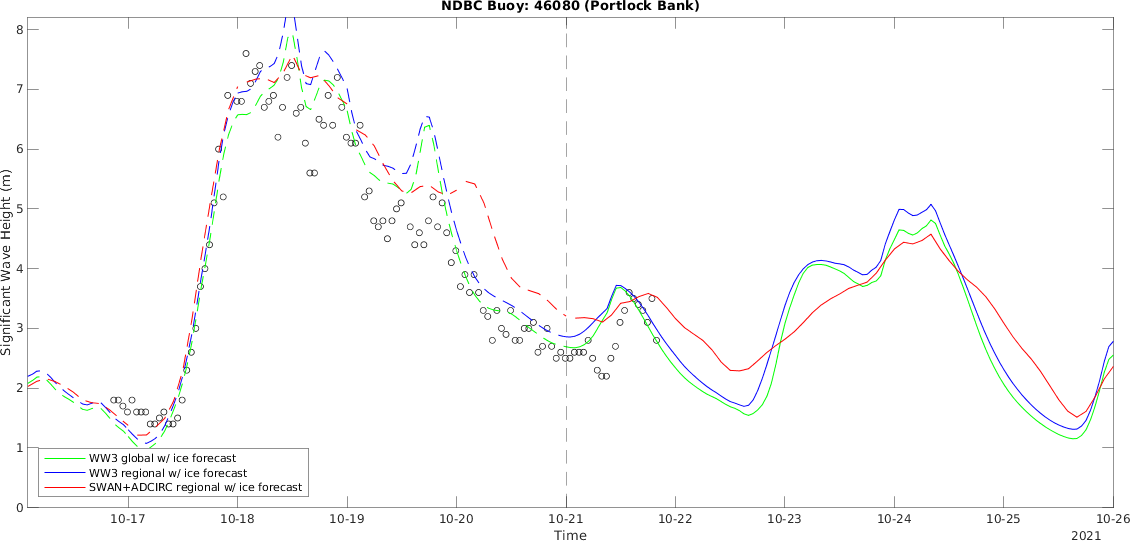 NDBC Buoy: 46080 (Portlock Bank)
8
7
6
5
4
3
2
1
0
Significant Wave Height (m)
WW3 global w/ ice forecast
WW3 regional w/ ice forecast
SWAN+ADCIRC regional w/ ice forecast
10-17 10-18 10-19 10-20 10-21 10-22 10-23 10-24 10-25 10-26
Time
2021